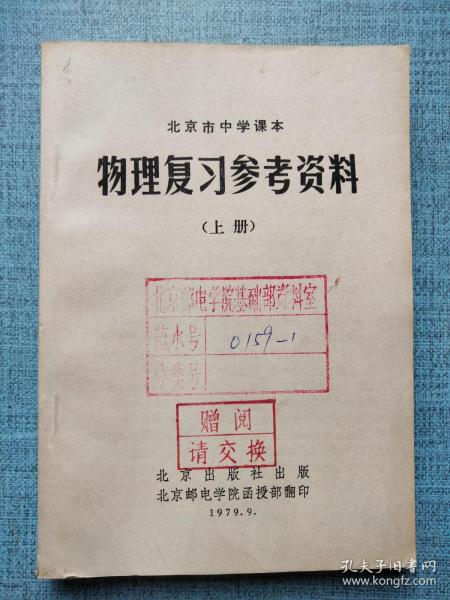 北京市中学课本
物理复习参考资料
（上册）
北京邮电学院基础部资料室
流水号 0159-1
分类号
赠阅
请交换
北京出版社出版
北京邮电学院函授部翻印
1979.9.
孔夫子旧书网
www.kongfz.com